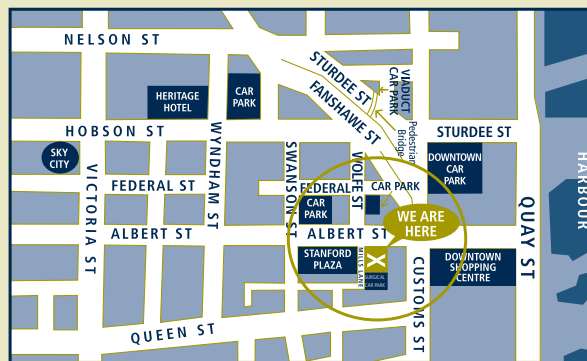 NELSON ST
STURDEE ST
FANSHAWE ST
VIADUCT
CAR PARK
Pedestrian
Bridge
HERITAGE
HOTEL
CAR
PARK
HOBSON ST
STURDEE ST
SKY
CITY
VICTORIA ST
WYNDHAM ST
SWANSON ST
WOLFE ST
DOWNTOWN
CAR
PARK
HARBOUR
FEDERAL ST
FEDERAL
CAR
PARK
CAR PARK
WE ARE
HERE
ALBERT ST
ALBERT ST
QUAY ST
STANFORD
PLAZA
MILLS LANE
X
SURGICAL
CAR PARK
CUSTOMS ST
DOWNTOWN
SHOPPING
CENTRE
QUEEN ST